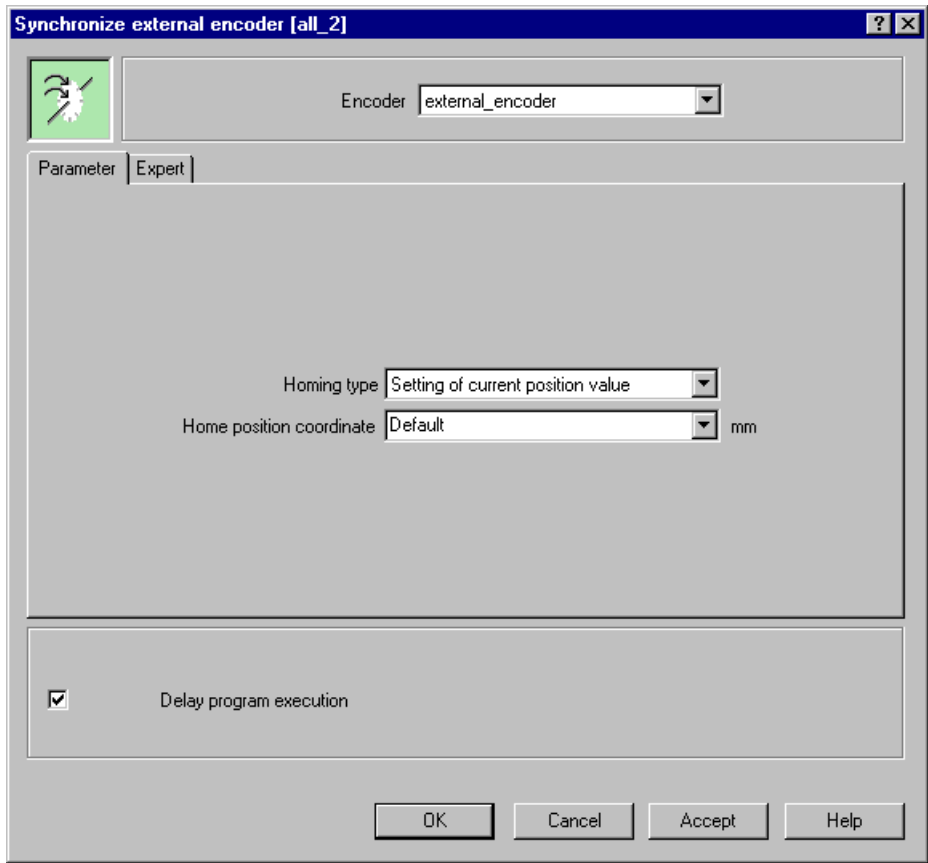 Synchronize external encoder [all_2]
Encoder external_encoder
Parameter Expert
Homing type Setting of current position value
Home position coordinate Default mm
Delay program execution
OK Cancel Accept Help